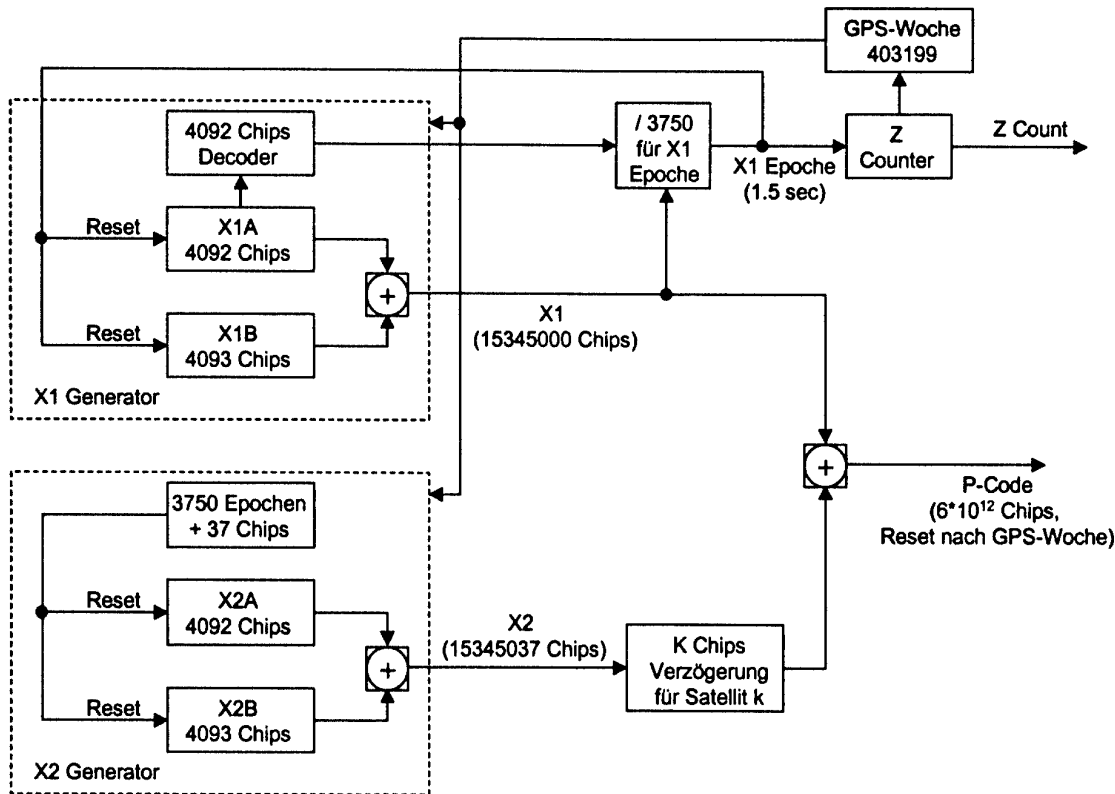 GPS-Woche
403199
4092 Chips
Decoder
/ 3750
für X1
Epoche
X1 Epoche
(1.5 sec)
Z
Counter
Z Count
Reset
X1A
4092 Chips
+
X1
(15345000 Chips)
Reset
X1B
4093 Chips
X1 Generator
3750 Epochen
+ 37 Chips
+
P-Code
(6*10¹² Chips,
Reset nach GPS-Woche)
Reset
X2A
4092 Chips
+
X2
(15345037 Chips)
K Chips
Verzögerung
für Satellit k
Reset
X2B
4093 Chips
X2 Generator